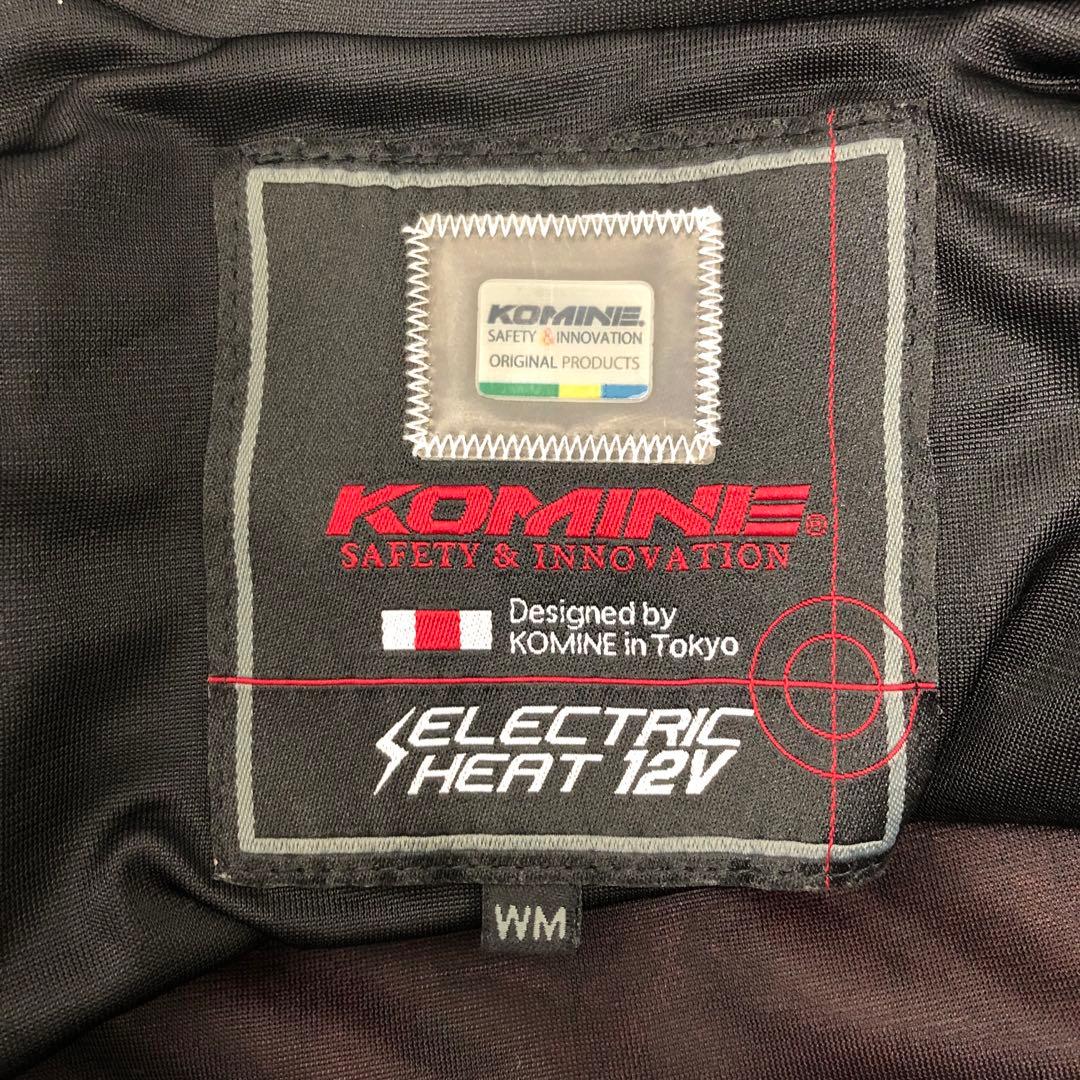 KOMINE.
SAFETY & INNOVATION
ORIGINAL PRODUCTS
KOMINE®
SAFETY & INNOVATION
Designed by
KOMINE in Tokyo
ELECTRIC
HEAT 12V
WM